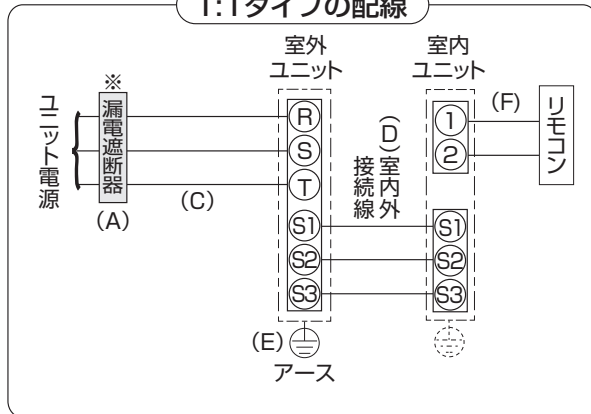 1:1タイプの配線
室外
ユニット
室内
ユニット
※
ユニット電源
漏電遮断器
(A)
(C)
R
S
T
S1
S2
S3
(D)室内外
接続線
1
2
S1
S2
S3
(F)
リモコン
(E)
アース